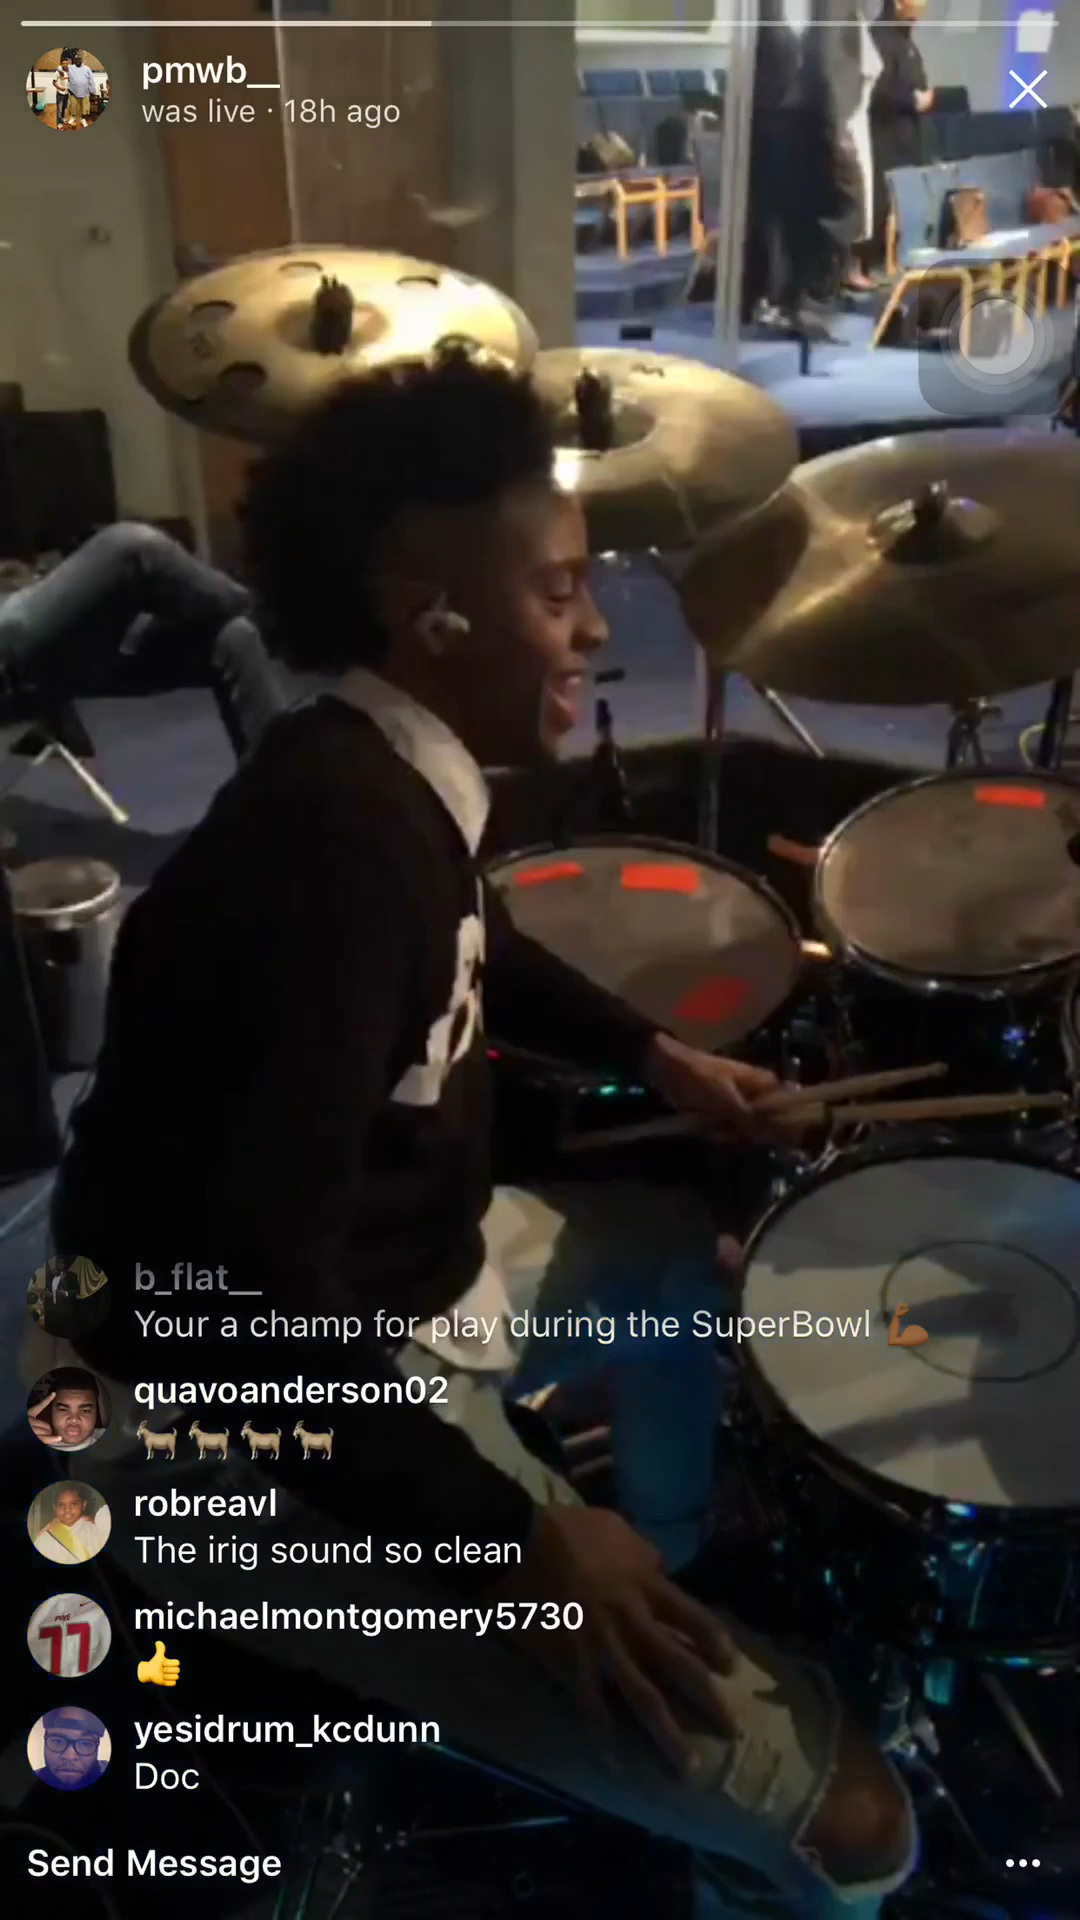 pmwb__
was live · 18h ago
b_flat__
Your a champ for play during the SuperBowl 💪🏾
quavoanderson02
🐐🐐🐐🐐
robreavl
The irig sound so clean
michaelmontgomery5730
👍
yesidrum_kcdunn
Doc
Send Message